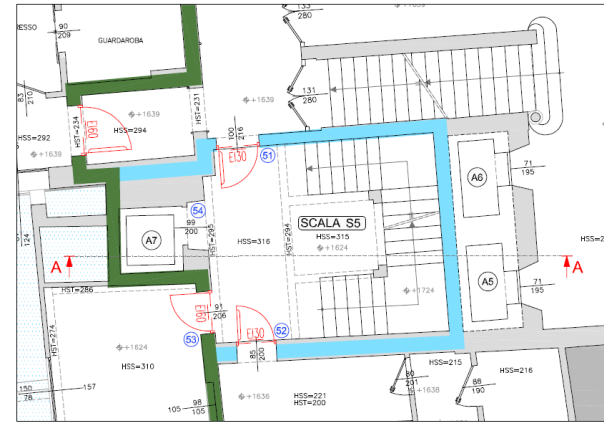 RESSO
90
209
GUARDAROBA
133
280
+1639
83
210
HST=231
131
280
+1639
HSS=292
HST=234
EI60
HSS=294
+1639
100
216
+1639
EI30
51
A6
71
195
124
54
99
200
A7
HST=295
SCALA S5
HSS=316
HST=294
HSS=315
+1624
A
A
HST=286
A5
71
195
+1724
EI60
91
206
HST=274
+1624
53
EI30
52
85
200
HSS=310
HSS=215
HSS=216
150
78
157
80
201
+1638
88
190
98
105
105
+1636
HSS=221
HST=200